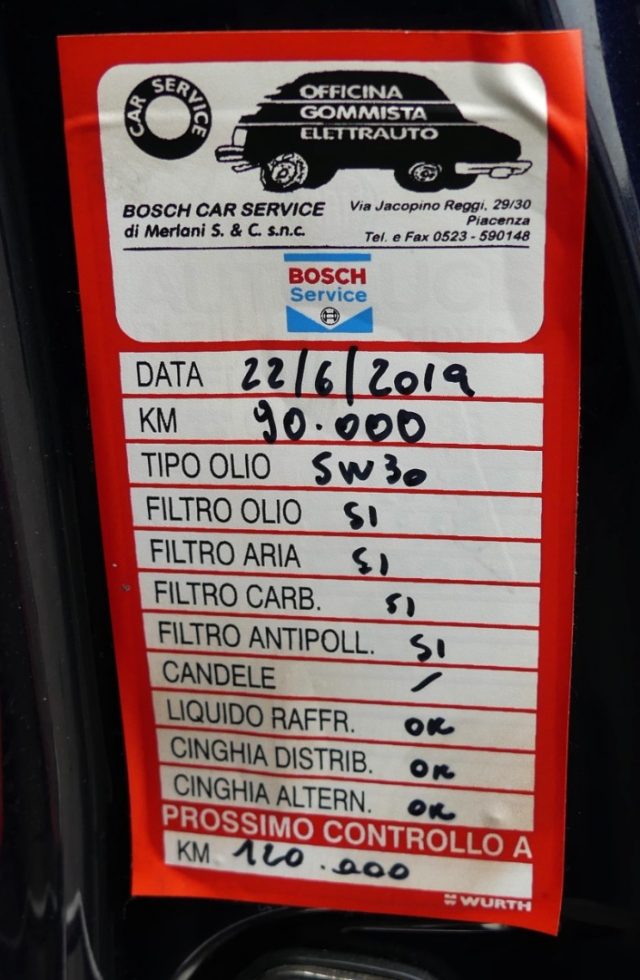 CAR SERVICE
OFFICINA
GOMMISTA
ELETTRAUTO
BOSCH CAR SERVICE
di Merlani S. & C. s.n.c.
Via Jacopino Reggi, 29/30
Piacenza
Tel. e Fax 0523 - 590148
BOSCH
Service
DATA 22/6/2019
KM 90.000
TIPO OLIO 5W30
FILTRO OLIO SI
FILTRO ARIA SI
FILTRO CARB. SI
FILTRO ANTIPOLL. SI
CANDELE /
LIQUIDO RAFFR. OK
CINGHIA DISTRIB. OK
CINGHIA ALTERN. OK
PROSSIMO CONTROLLO A
KM 120.000
WURTH